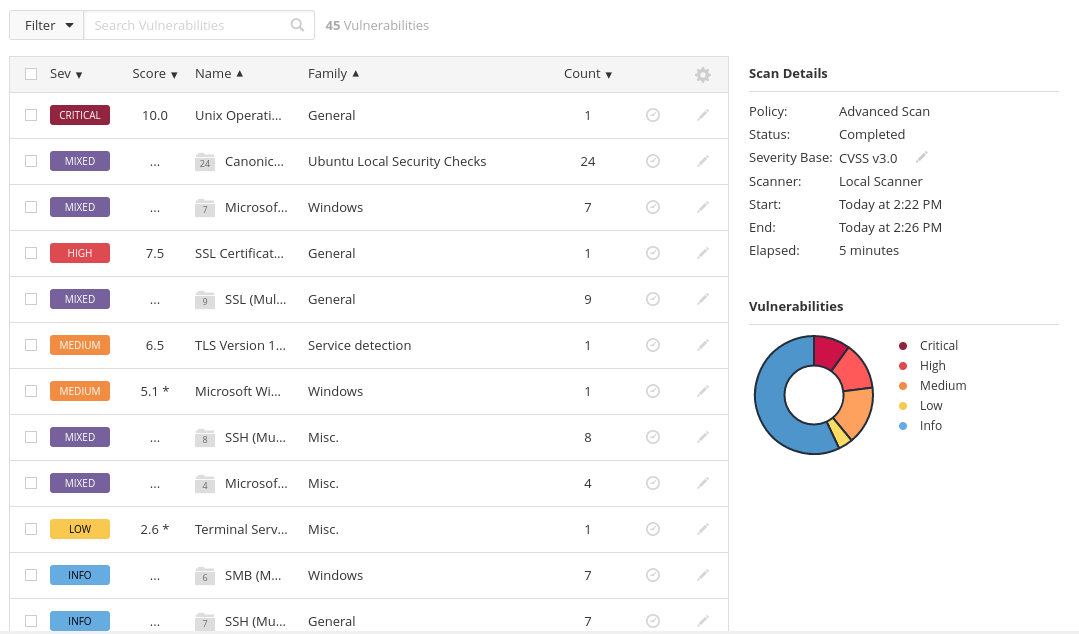 Filter Search Vulnerabilities 45 Vulnerabilities
Sev ▼ Score ▼ Name ▲ Family ▲ Count ▼
CRITICAL 10.0 Unix Operati... General 1
MIXED ... 24 Canonic... Ubuntu Local Security Checks 24
MIXED ... 7 Microsof... Windows 7
HIGH 7.5 SSL Certificat... General 1
MIXED ... 9 SSL (Mul... General 9
MEDIUM 6.5 TLS Version 1... Service detection 1
MEDIUM 5.1 * Microsoft Wi... Windows 1
MIXED ... 8 SSH (Mu... Misc. 8
MIXED ... 4 Microsof... Misc. 4
LOW 2.6 * Terminal Serv... Misc. 1
INFO ... 6 SMB (M... Windows 7
INFO ... 7 SSH (Mu... General 7
Scan Details
Policy: Advanced Scan
Status: Completed
Severity Base: CVSS v3.0
Scanner: Local Scanner
Start: Today at 2:22 PM
End: Today at 2:26 PM
Elapsed: 5 minutes
Vulnerabilities
Critical
High
Medium
Low
Info